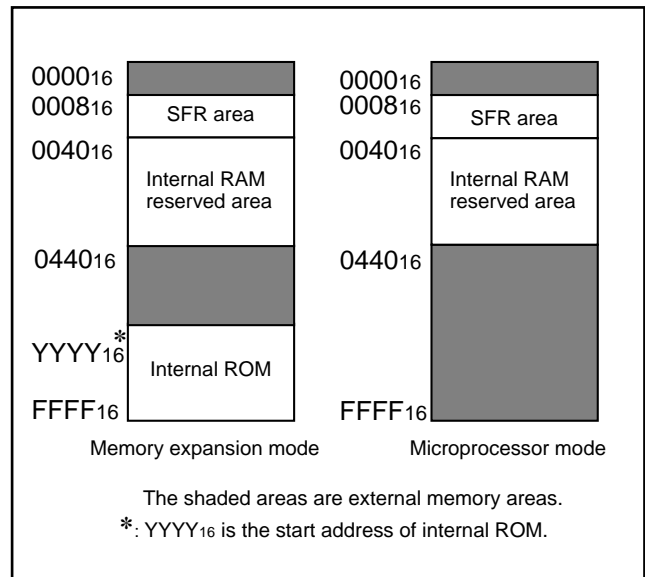 000016
000816
SFR area
004016
Internal RAM
reserved area
044016
YYYY16*
Internal ROM
FFFF16
Memory expansion mode
000016
000816
SFR area
004016
Internal RAM
reserved area
044016
FFFF16
Microprocessor mode
The shaded areas are external memory areas.
*: YYYY16 is the start address of internal ROM.